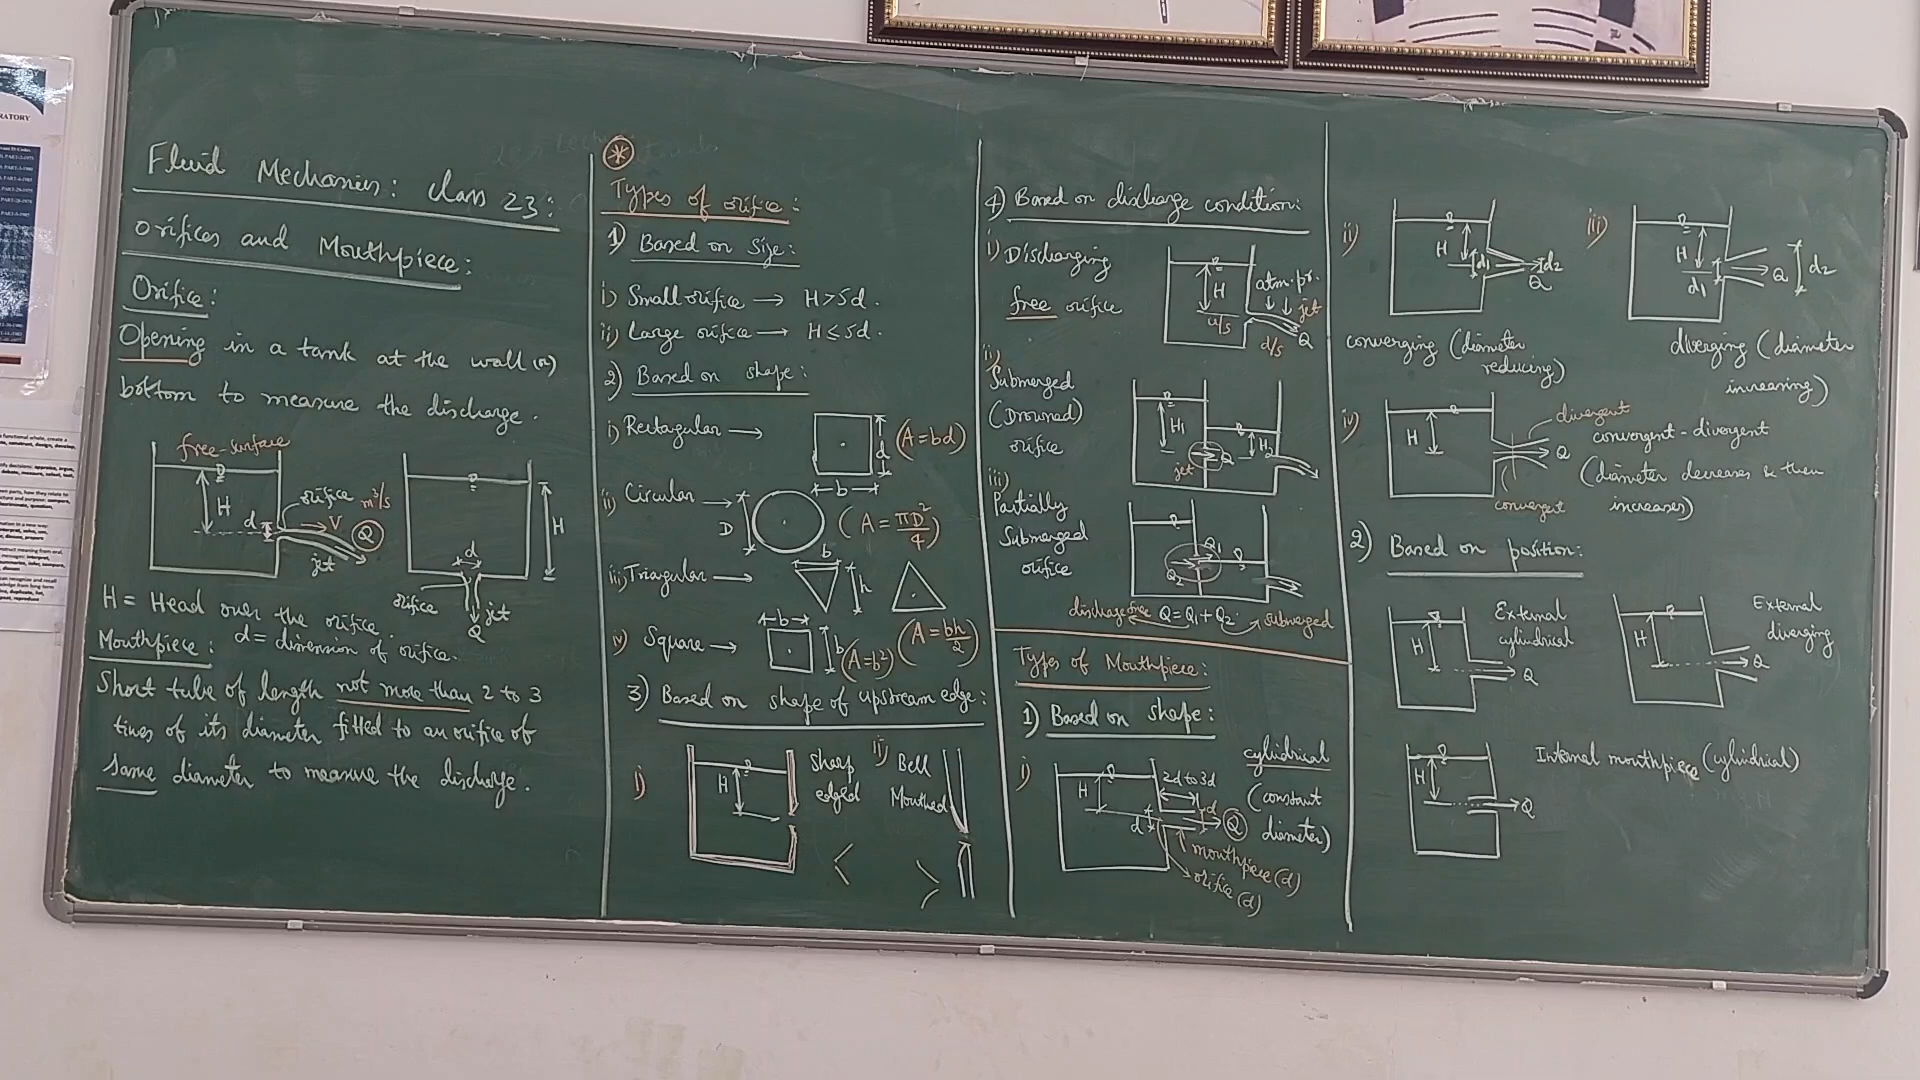 Fluid Mechanics: class 23:
Orifices and Mouthpiece:
Orifice:
Opening in a tank at the wall (or)
bottom to measure the discharge.
free-surface
H
d
orifice
m³/s
V
Q
jet
H
d
orifice
jet
Q
H = Head over the orifice.
d = dimension of orifice.
Mouthpiece:
Short tube of length not more than 2 to 3
times of its diameter fitted to an orifice of
same diameter to measure the discharge.
*
Types of orifice:
1) Based on Size:
i) Small orifice → H > 5d.
ii) Large orifice → H ≤ 5d.
2) Based on shape:
i) Rectagular →
d
b
(A = bd)
ii) Circular →
D
(A = πD²/4)
iii) Triangular →
b
h
iv) Square →
b
b
(A = b²)
(A = bh/2)
3) Based on shape of upstream edge:
i)
H
Sharp
edged
ii) Bell
Mouthed
4) Based on discharge condition:
i) Discharging
free orifice
H
u/s
atm. pr.
jet
d/s
Q
ii)
Submerged
(Drowned)
orifice
H1
jet
Q
H2
iii)
Partially
Submerged
orifice
Q1
Q2
discharge free ← Q = Q1 + Q2 → submerged
Types of Mouthpiece:
1) Based on shape:
i)
H
2d to 3d
d
d
Q
cylindrical
(constant
diameter)
mouthpiece (d)
orifice (d)
ii)
H
d1
d2
Q
converging (diameter
reducing)
iii)
H
d1
Q
d2
diverging (diameter
increasing)
iv)
H
divergent
Q
convergent
convergent - divergent
(diameter decreases & then
increases)
2) Based on position:
H
Q
External
cylindrical
H
Q
External
diverging
H
Q
Internal mouthpiece (cylindrical)
RATORY